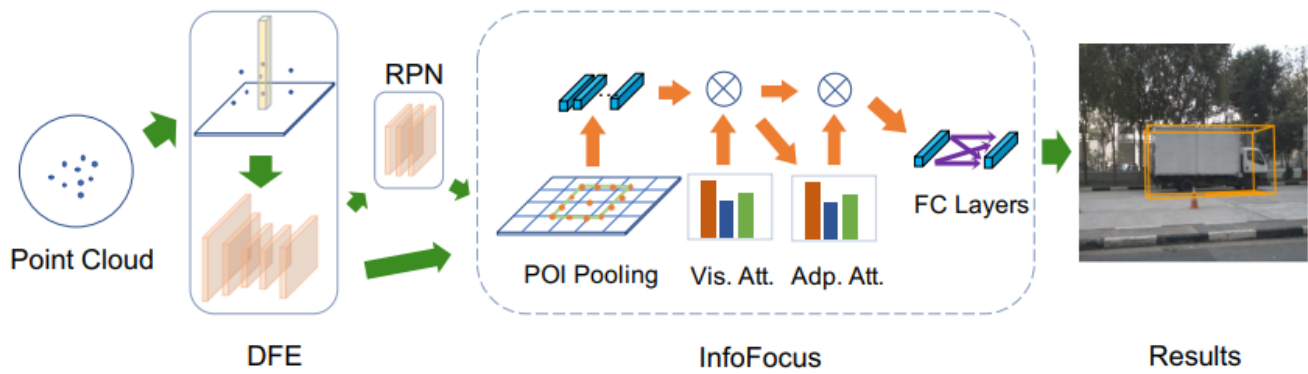 RPN
Point Cloud
POI Pooling
Vis. Att.
Adp. Att.
FC Layers
DFE
InfoFocus
Results